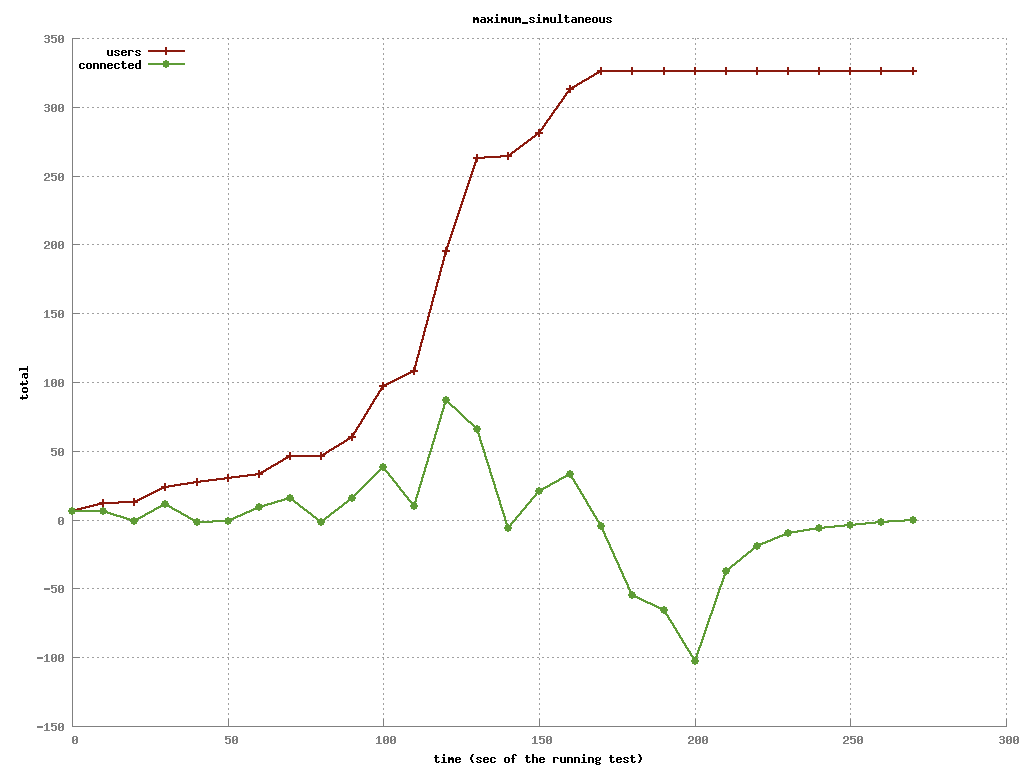 maximum_simultaneous
users
connected
350
300
250
200
150
100
50
0
-50
-100
-150
total
0 50 100 150 200 250 300
time (sec of the running test)